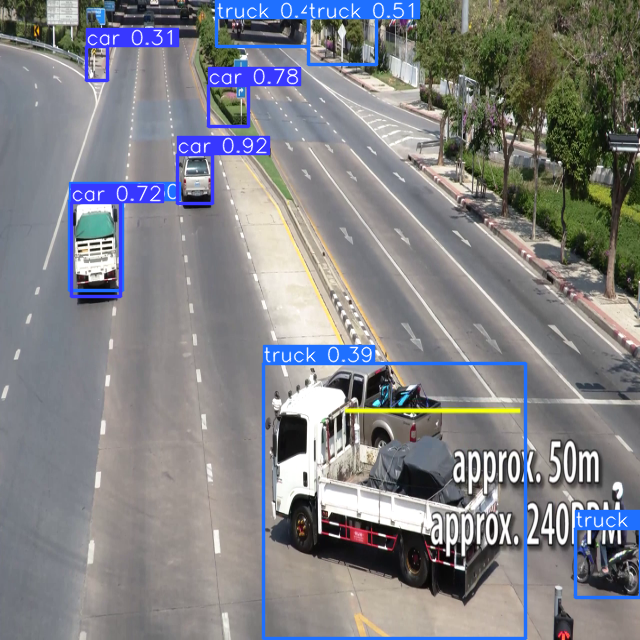 truck 0.4
truck 0.51
car 0.31
car 0.78
car 0.92
car 0.72
truck 0.39
approx. 50m
approx. 240RPM
truck